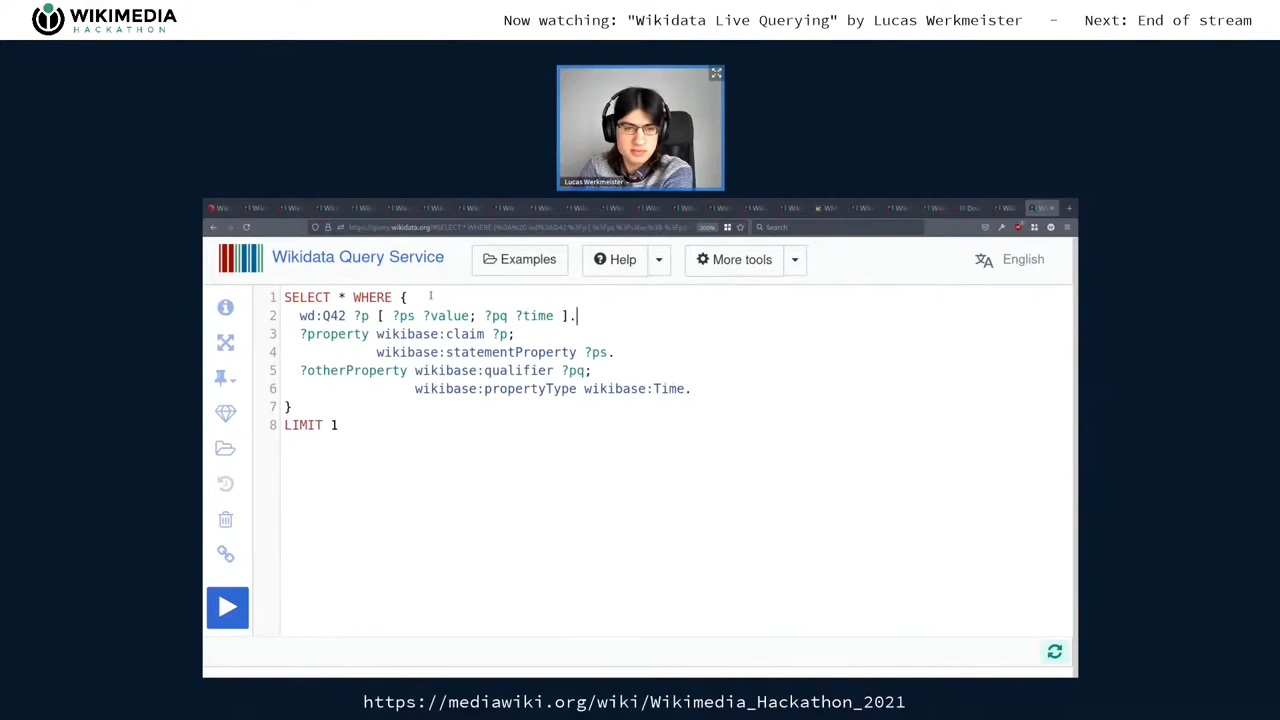 WIKIMEDIA
HACKATHON
Now watching: "Wikidata Live Querying" by Lucas Werkmeister - Next: End of stream
Lucas Werkmeister
Search
Wikidata Query Service
Examples
Help
More tools
English
1 SELECT * WHERE {
2 wd:Q42 ?p [ ?ps ?value; ?pq ?time ].
3 ?property wikibase:claim ?p;
4 wikibase:statementProperty ?ps.
5 ?otherProperty wikibase:qualifier ?pq;
6 wikibase:propertyType wikibase:Time.
7 }
8 LIMIT 1
https://mediawiki.org/wiki/Wikimedia_Hackathon_2021